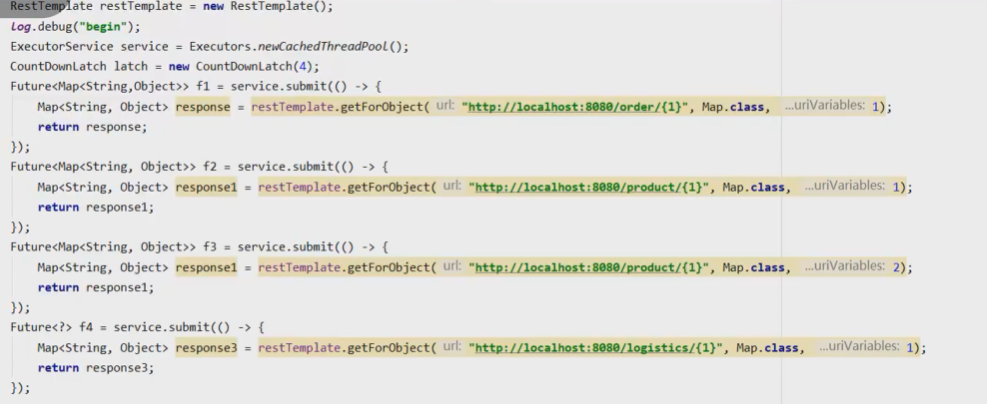 RestTemplate restTemplate = new RestTemplate();
log.debug("begin");
ExecutorService service = Executors.newCachedThreadPool();
CountDownLatch latch = new CountDownLatch(4);
Future<Map<String,Object>> f1 = service.submit(() -> {
    Map<String, Object> response = restTemplate.getForObject( url: "http://localhost:8080/order/{1}", Map.class, ...uriVariables: 1);
    return response;
});
Future<Map<String, Object>> f2 = service.submit(() -> {
    Map<String, Object> response1 = restTemplate.getForObject( url: "http://localhost:8080/product/{1}", Map.class, ...uriVariables: 1);
    return response1;
});
Future<Map<String, Object>> f3 = service.submit(() -> {
    Map<String, Object> response1 = restTemplate.getForObject( url: "http://localhost:8080/product/{1}", Map.class, ...uriVariables: 2);
    return response1;
});
Future<?> f4 = service.submit(() -> {
    Map<String, Object> response3 = restTemplate.getForObject( url: "http://localhost:8080/logistics/{1}", Map.class, ...uriVariables: 1);
    return response3;
});